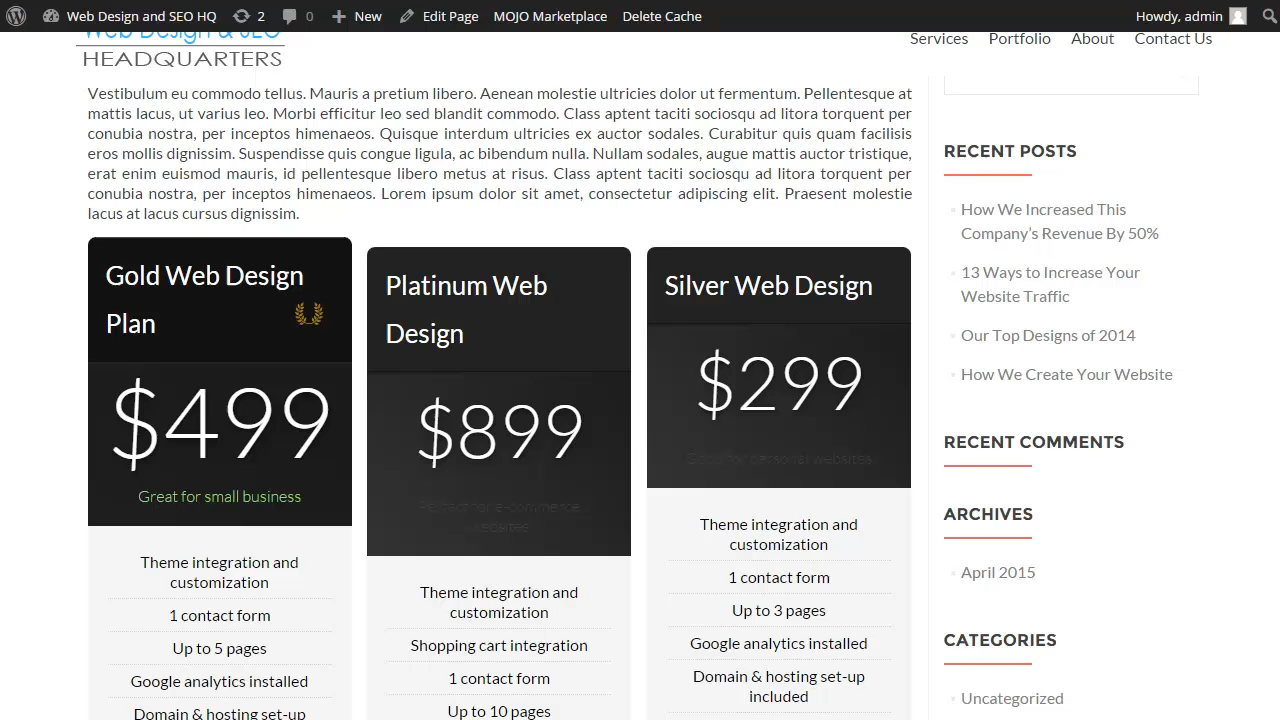 Web Design and SEO HQ 2 0 New Edit Page MOJO Marketplace Delete Cache Howdy, admin
Web Design & SEO
HEADQUARTERS
Services Portfolio About Contact Us
Vestibulum eu commodo tellus. Mauris a pretium libero. Aenean molestie ultricies dolor ut fermentum. Pellentesque at
mattis lacus, ut varius leo. Morbi efficitur leo sed blandit commodo. Class aptent taciti sociosqu ad litora torquent per
conubia nostra, per inceptos himenaeos. Quisque interdum ultricies ex auctor sodales. Curabitur quis quam facilisis
eros mollis dignissim. Suspendisse quis congue ligula, ac bibendum nulla. Nullam sodales, augue mattis auctor tristique,
erat enim euismod mauris, id pellentesque libero metus at risus. Class aptent taciti sociosqu ad litora torquent per
conubia nostra, per inceptos himenaeos. Lorem ipsum dolor sit amet, consectetur adipiscing elit. Praesent molestie
lacus at lacus cursus dignissim.
Gold Web Design
Plan
$499
Great for small business
Theme integration and
customization
1 contact form
Up to 5 pages
Google analytics installed
Domain & hosting set-up
Platinum Web
Design
$899
Perfect for e-commerce
websites
Theme integration and
customization
Shopping cart integration
1 contact form
Up to 10 pages
Silver Web Design
$299
Good for personal websites
Theme integration and
customization
1 contact form
Up to 3 pages
Google analytics installed
Domain & hosting set-up
included
RECENT POSTS
How We Increased This
Company's Revenue By 50%
13 Ways to Increase Your
Website Traffic
Our Top Designs of 2014
How We Create Your Website
RECENT COMMENTS
ARCHIVES
April 2015
CATEGORIES
Uncategorized